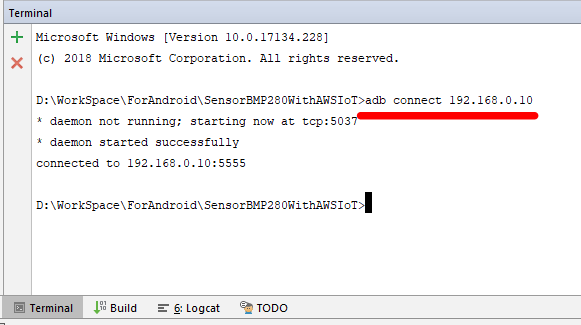 Terminal
Microsoft Windows [Version 10.0.17134.228]
(c) 2018 Microsoft Corporation. All rights reserved.
D:\WorkSpace\ForAndroid\SensorBMP280WithAWSIoT>adb connect 192.168.0.10
* daemon not running; starting now at tcp:5037
* daemon started successfully
connected to 192.168.0.10:5555
D:\WorkSpace\ForAndroid\SensorBMP280WithAWSIoT>
Terminal Build 6: Logcat TODO